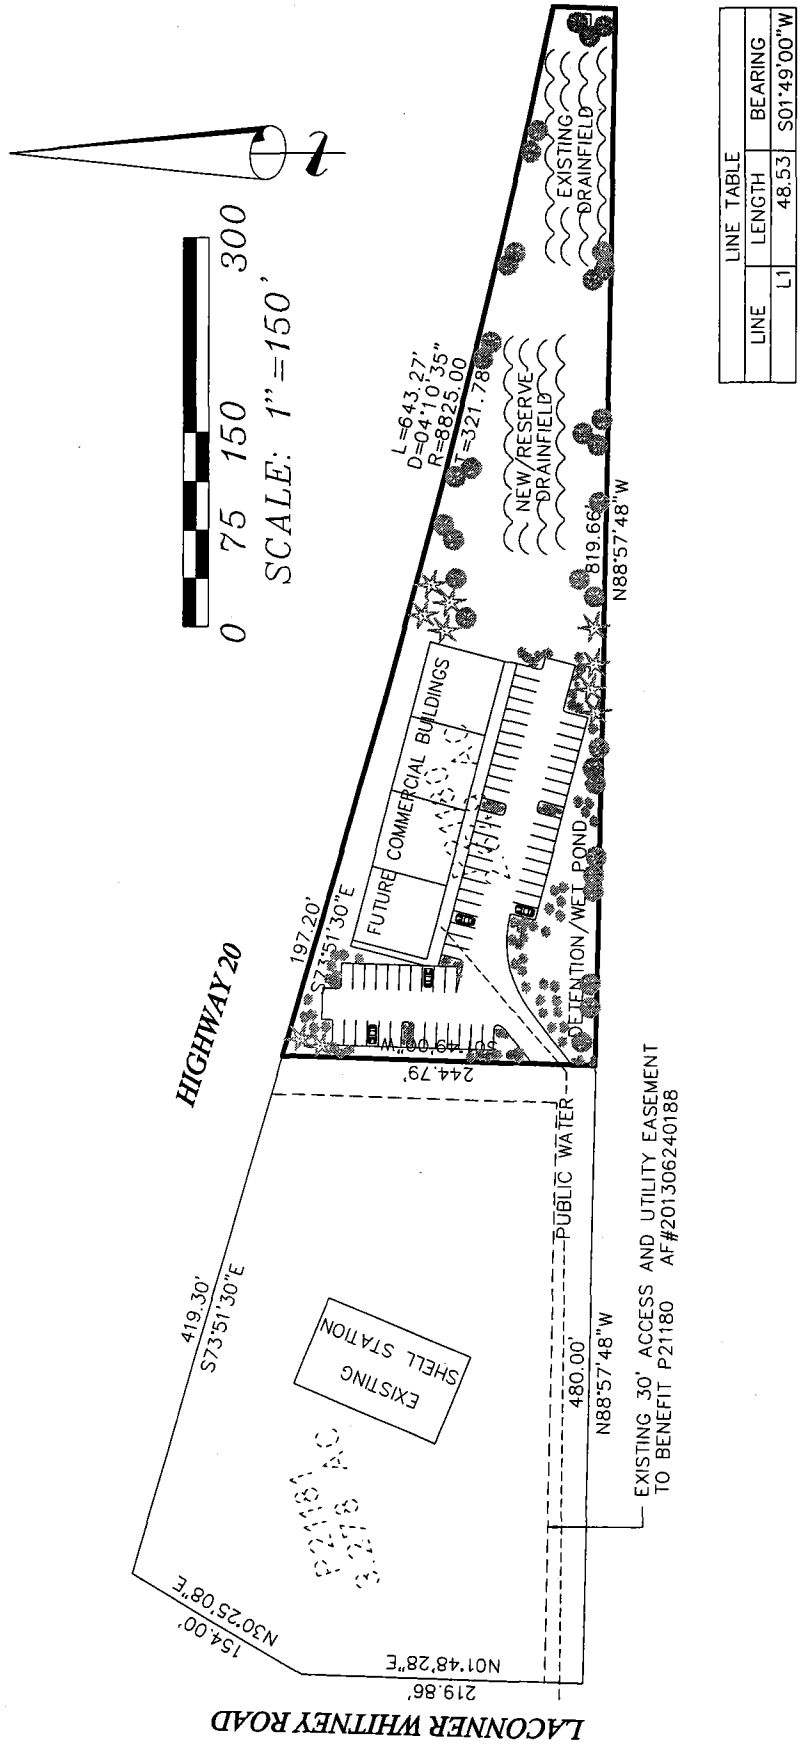 LINE TABLE
LINE LENGTH BEARING
L1 48.53 S01°49'00"W
0 75 150 300
SCALE: 1"=150'
HIGHWAY 20
L=643.27'
D=04°10'35"
R=8825.00
T=321.78
EXISTING
DRAINFIELD
NEW/RESERVE
DRAINFIELD
819.66'
N88°57'48"W
197.20'
S73°51'30"E
FUTURE COMMERCIAL BUILDINGS
DETENTION/WET POND
S01°49'00"W
244.79'
419.30'
S73°51'30"E
EXISTING
SHELL STATION
P21181
3.278 AC
154.00'
N30°25'08"E
N01°48'28"E
219.86'
PUBLIC WATER
480.00'
N88°57'48"W
EXISTING 30' ACCESS AND UTILITY EASEMENT
TO BENEFIT P21180 AF#201306240188
LACONNER WHITNEY ROAD